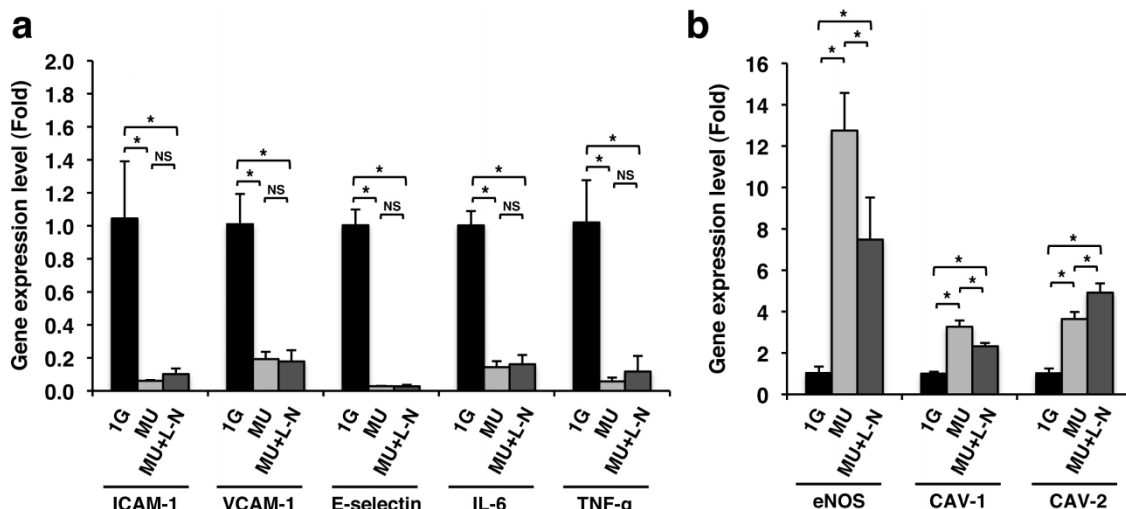 a
Gene expression level (Fold)
2.0
1.8
1.6
1.4
1.2
1.0
0.8
0.6
0.4
0.2
0.0
*
*
NS
*
*
NS
*
*
NS
*
*
NS
*
*
NS
1G
MU
MU+L-N
1G
MU
MU+L-N
1G
MU
MU+L-N
1G
MU
MU+L-N
1G
MU
MU+L-N
ICAM-1
VCAM-1
E-selectin
IL-6
TNF-α
b
Gene expression level (Fold)
16
14
12
10
8
6
4
2
0
*
*
*
*
*
*
*
*
*
1G
MU
MU+L-N
1G
MU
MU+L-N
1G
MU
MU+L-N
eNOS
CAV-1
CAV-2